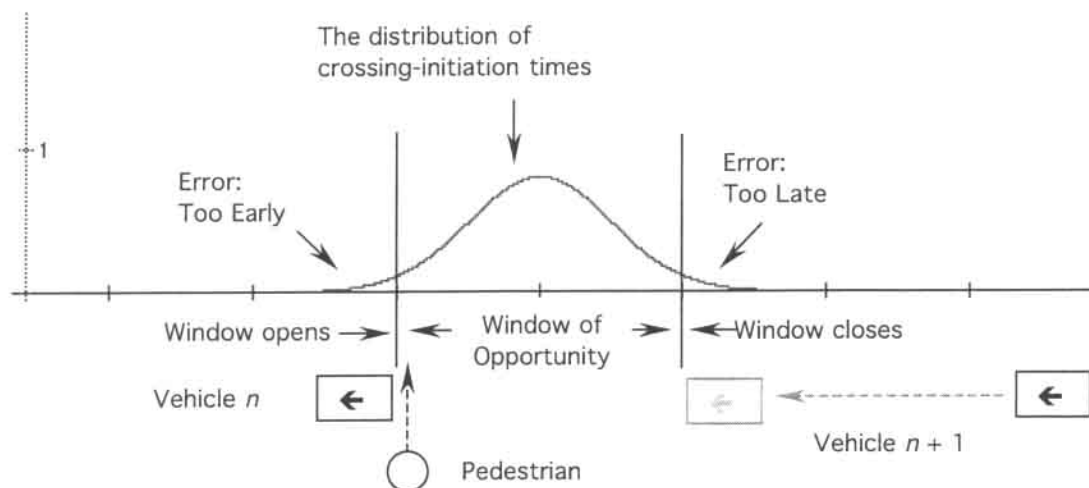 The distribution of
crossing-initiation times
1
Error:
Too Early
Error:
Too Late
Window opens
Window of
Opportunity
Window closes
Vehicle n
Vehicle n + 1
Pedestrian